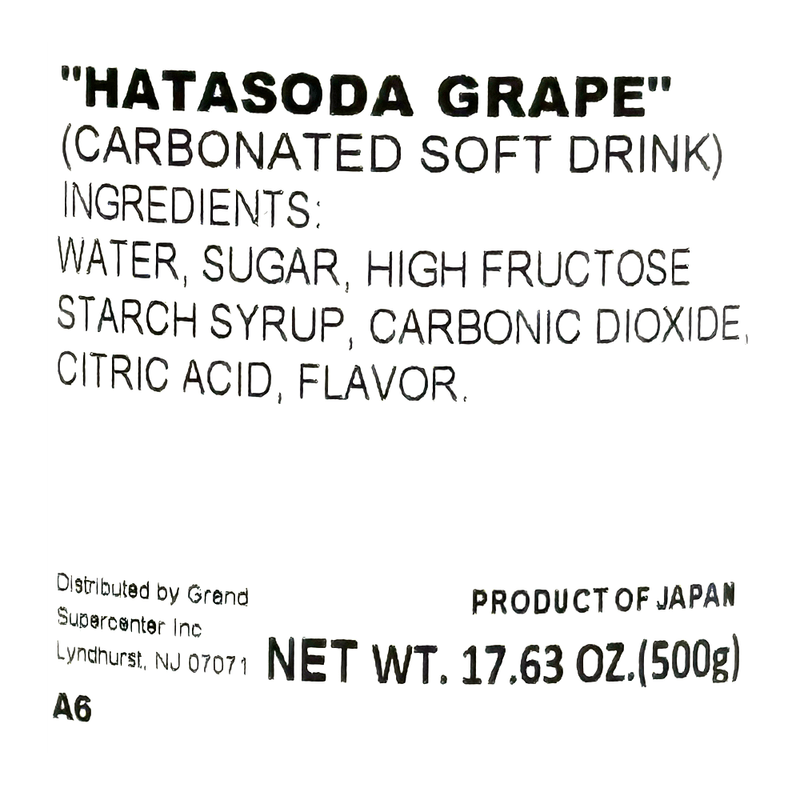 "HATASODA GRAPE"
(CARBONATED SOFT DRINK)
INGREDIENTS:
WATER, SUGAR, HIGH FRUCTOSE
STARCH SYRUP, CARBONIC DIOXIDE,
CITRIC ACID, FLAVOR.
Distributed by Grand
Supercenter Inc
Lyndhurst, NJ 07071
A6
PRODUCT OF JAPAN
NET WT. 17.63 OZ.(500g)